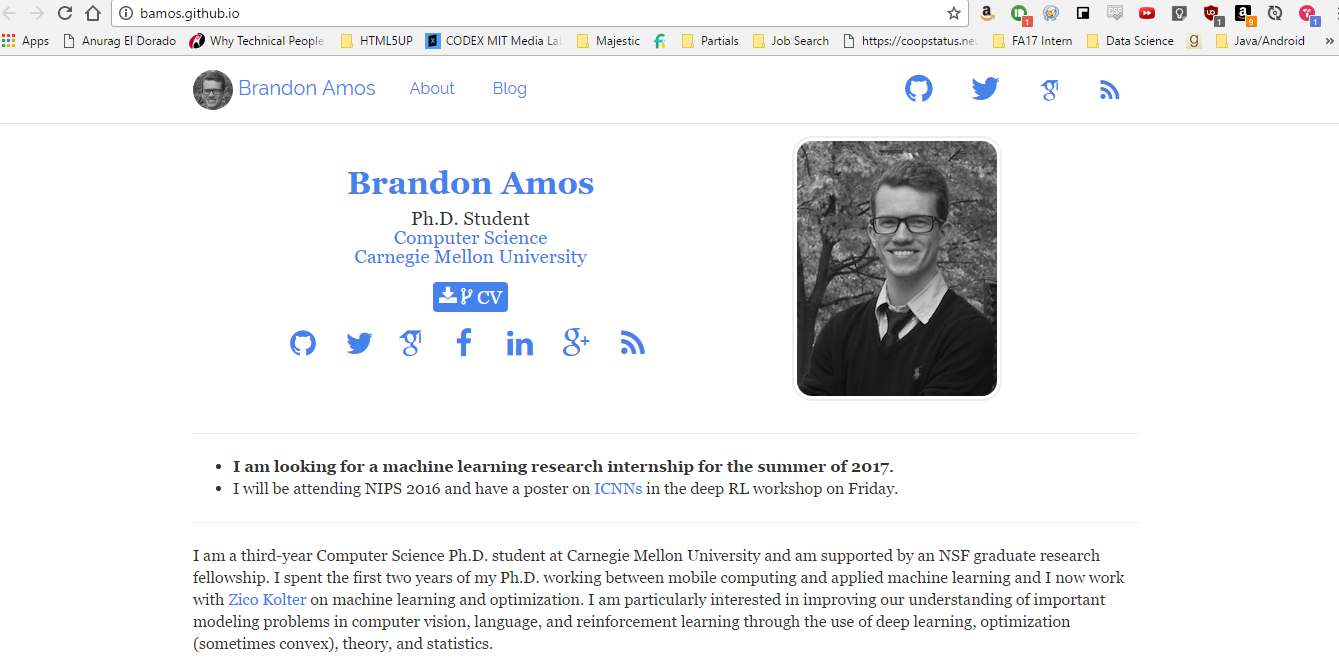 bamos.github.io
Apps Anurag El Dorado Why Technical People HTML5UP CODEX MIT Media La Majestic Partials Job Search https://coopstatus.neu FA17 Intern Data Science g Java/Android »
Brandon Amos About Blog
Brandon Amos
Ph.D. Student
Computer Science
Carnegie Mellon University
CV
• I am looking for a machine learning research internship for the summer of 2017.
• I will be attending NIPS 2016 and have a poster on ICNNs in the deep RL workshop on Friday.
I am a third-year Computer Science Ph.D. student at Carnegie Mellon University and am supported by an NSF graduate research
fellowship. I spent the first two years of my Ph.D. working between mobile computing and applied machine learning and I now work
with Zico Kolter on machine learning and optimization. I am particularly interested in improving our understanding of important
modeling problems in computer vision, language, and reinforcement learning through the use of deep learning, optimization
(sometimes convex), theory, and statistics.